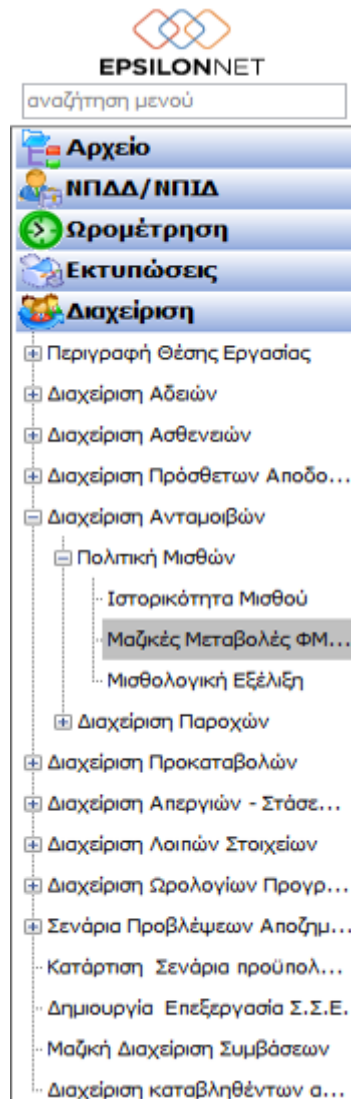 EPSILONNET
αναζήτηση μενού
Αρχείο
ΝΠΔΔ/ΝΠΙΔ
Ωρομέτρηση
Εκτυπώσεις
Διαχείριση
Περιγραφή Θέσης Εργασίας
Διαχείριση Αδειών
Διαχείριση Ασθενειών
Διαχείριση Πρόσθετων Αποδο...
Διαχείριση Ανταμοιβών
Πολιτική Μισθών
Ιστορικότητα Μισθού
Μαζικές Μεταβολές ΦΜ...
Μισθολογική Εξέλιξη
Διαχείριση Παροχών
Διαχείριση Προκαταβολών
Διαχείριση Απεργιών - Στάσε...
Διαχείριση Λοιπών Στοιχείων
Διαχείριση Ωρολογίων Προγρ...
Σενάρια Προβλέψεων Αποζημ...
Κατάρτιση Σενάρια προϋπολ...
Δημιουργία Επεξεργασία Σ.Σ.Ε.
Μαζική Διαχείριση Συμβάσεων
Διαχείριση καταβληθέντων α...